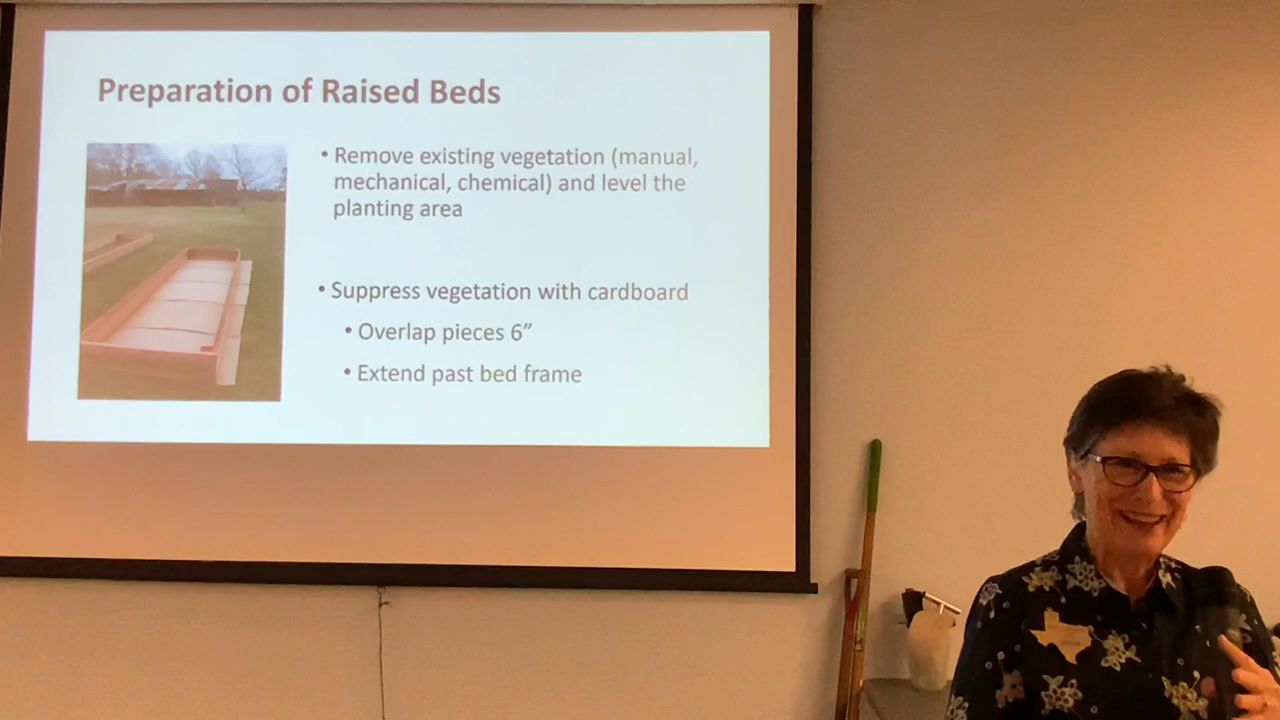 Preparation of Raised Beds
• Remove existing vegetation (manual,
mechanical, chemical) and level the
planting area
• Suppress vegetation with cardboard
• Overlap pieces 6”
• Extend past bed frame